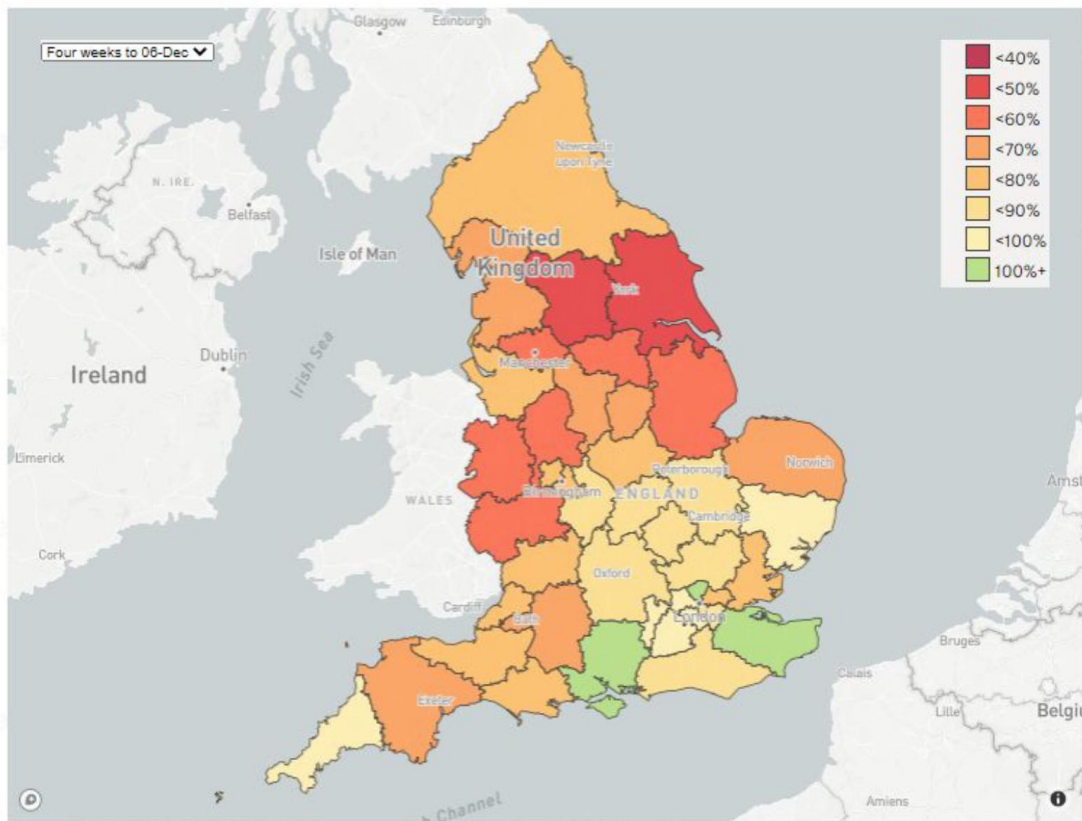 Glasgow
Edinburgh
Four weeks to 06-Dec
<40%
<50%
<60%
<70%
<80%
<90%
<100%
100%+
Newcastle
upon Tyne
N. IRE.
Belfast
Isle of Man
United
Kingdom
York
Dublin
Irish Sea
Manchester
Ireland
Limerick
Peterborough
Norwich
WALES
Birmingham
ENGLAND
Amst
Cambridge
Cork
Oxford
Cardiff
Bath
London
Bruges
Calais
Exeter
Lille
Belgiu
Channel
Amiens